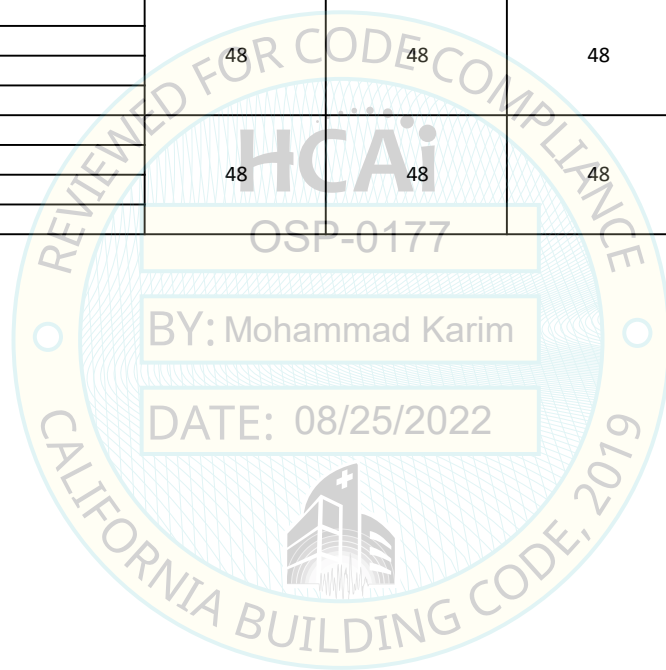 48 48 48
REVIEWED FOR CODE COMPLIANCE
HCAi
48 48 48
OSP-0177
BY: Mohammad Karim
DATE: 08/25/2022
CALIFORNIA BUILDING CODE, 2019